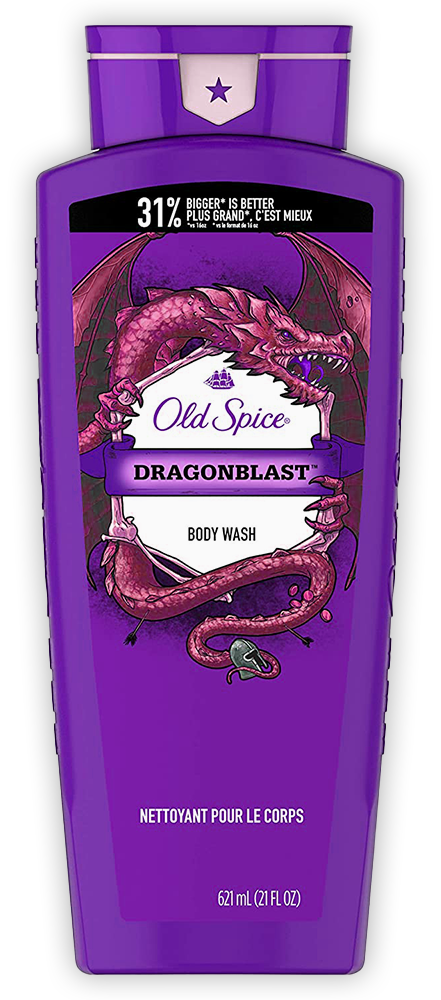 31% BIGGER* IS BETTER
PLUS GRAND*, C'EST MIEUX
*vs 16oz *vs le format de 16 oz
Old Spice®
DRAGONBLAST™
BODY WASH
NETTOYANT POUR LE CORPS
621 mL (21 FL OZ)